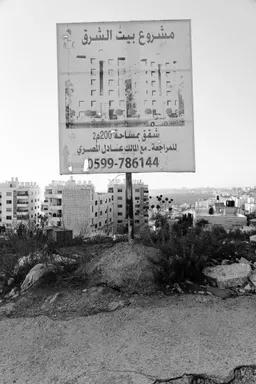 مشروع بيت الشرق
شقق بمساحة 200م2
للمراجعة - مع المالك عادل المصري
0599-786144